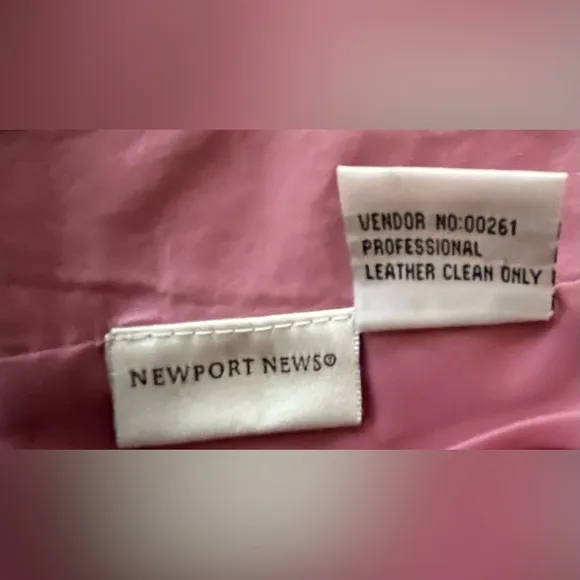 VENDOR NO:00261
PROFESSIONAL
LEATHER CLEAN ONLY
NEWPORT NEWS®